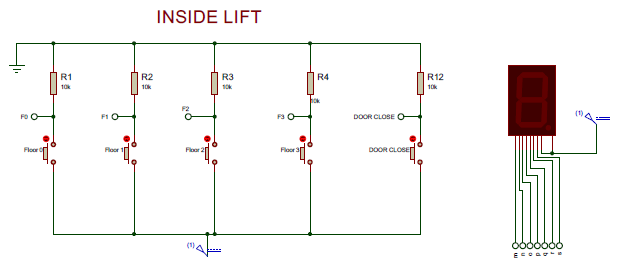 INSIDE LIFT
R1
10k
R2
10k
R3
10k
R4
10k
R12
10k
F0
F1
F2
F3
DOOR CLOSE
Floor 0
Floor 1
Floor 2
Floor 3
DOOR CLOSE
(1)
(1)
m
n
o
p
q
r
s